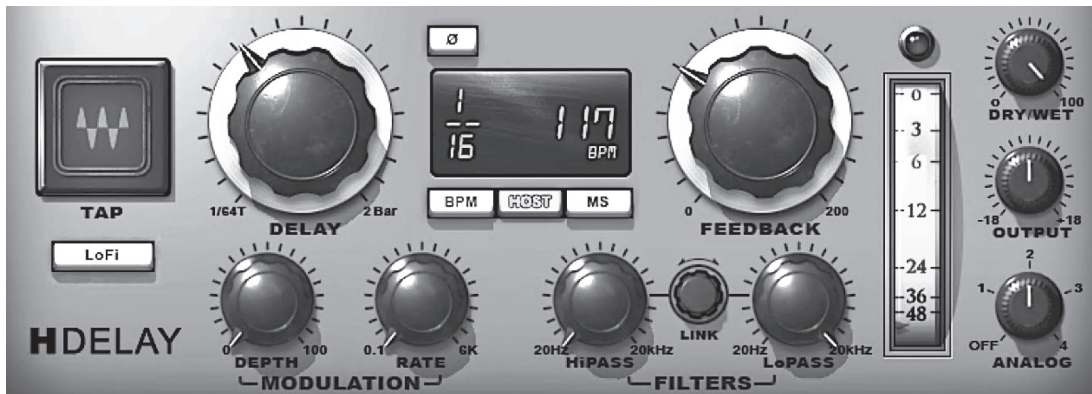 Ø
1
16
117
BPM
TAP
1/64T
2 Bar
DELAY
BPM
HOST
MS
0
200
FEEDBACK
0
3
6
12
24
36
48
0
100
DRY/WET
-18
+18
OUTPUT
OFF
1
2
3
4
ANALOG
LoFi
HDELAY
0
100
DEPTH
0.1
6K
RATE
MODULATION
20Hz
20kHz
HiPASS
LINK
20Hz
20kHz
LoPASS
FILTERS